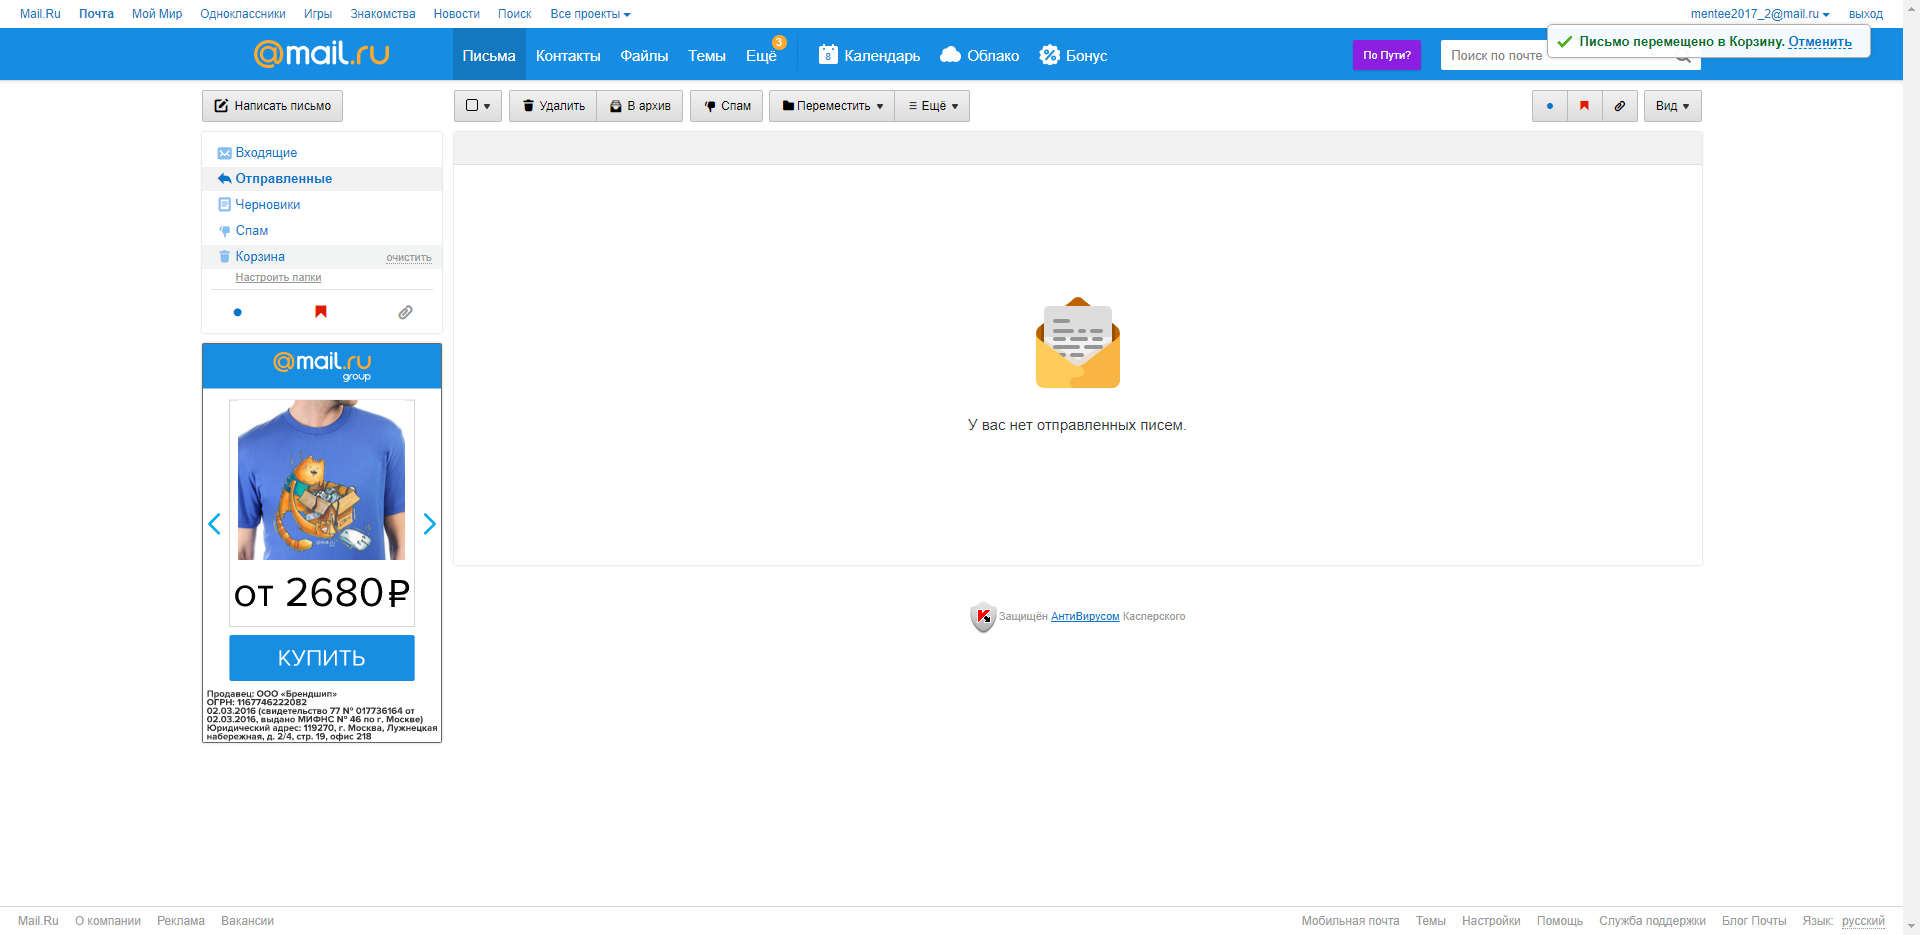 Mail.Ru Почта Мой Мир Одноклассники Игры Знакомства Новости Поиск Все проекты
mentee2017_2@mail.ru выход
@mail.ru
Письма Контакты Файлы Темы Ещё 3 8 Календарь Облако Бонус
По Пути?
Поиск по почте
Письмо перемещено в Корзину. Отменить
Написать письмо
Удалить В архив Спам Переместить Ещё
Вид
Входящие
Отправленные
Черновики
Спам
Корзина очистить
Настроить папки
@mail.ru
group
от 2680₽
КУПИТЬ
Продавец: ООО «Брендшип»
ОГРН: 1167746222082
02.03.2016 (свидетельство 77 № 017736164 от
02.03.2016, выдано МИФНС № 46 по г. Москве)
Юридический адрес: 119270, г. Москва, Лужнецкая
набережная, д. 2/4, стр. 19, офис 218
У вас нет отправленных писем.
Защищён АнтиВирусом Касперского
Mail.Ru О компании Реклама Вакансии
Мобильная почта Темы Настройки Помощь Служба поддержки Блог Почты Язык: русский